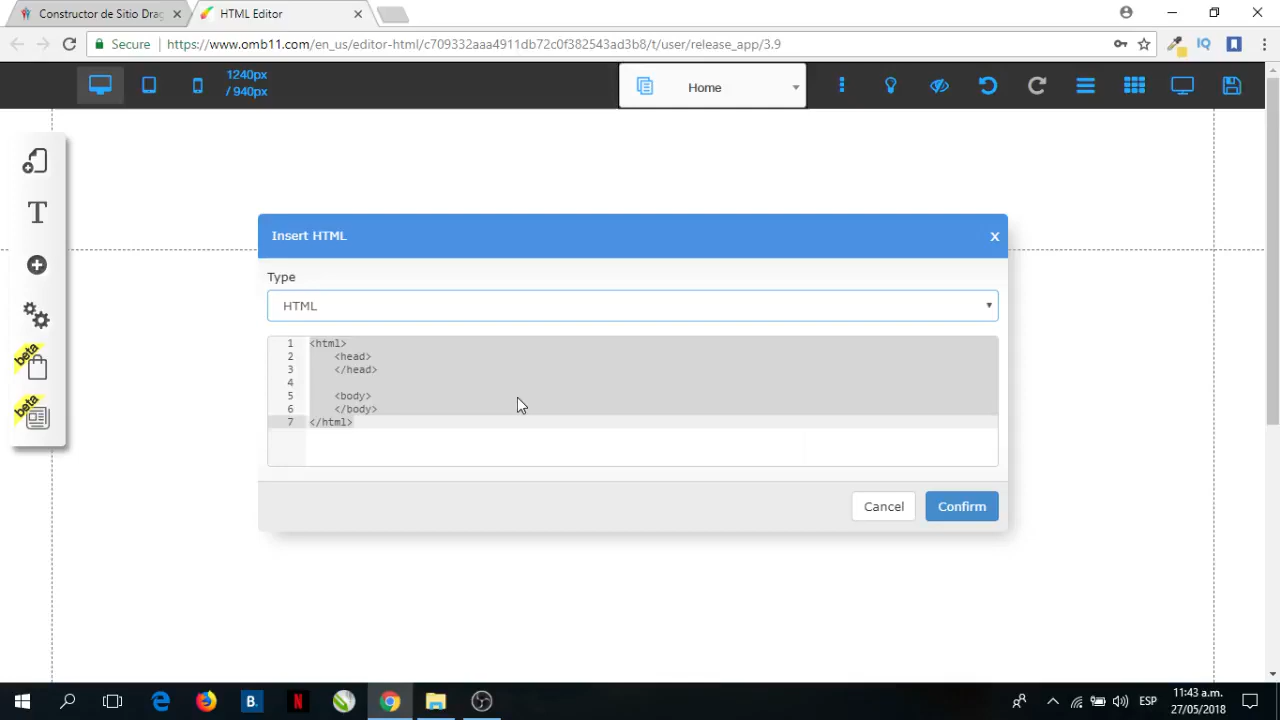 Constructor de Sitio Drag
HTML Editor
Secure
https://www.omb11.com/en_us/editor-html/c709332aaa4911db72c0f382543ad3b8/t/user/release_app/3.9
IQ
1240px
/ 940px
Home
T
beta
beta
Insert HTML
x
Type
HTML
1 <html>
2 <head>
3 </head>
4
5 <body>
6 </body>
7 </html>
Cancel
Confirm
B.
N
ESP
11:43 a.m.
27/05/2018